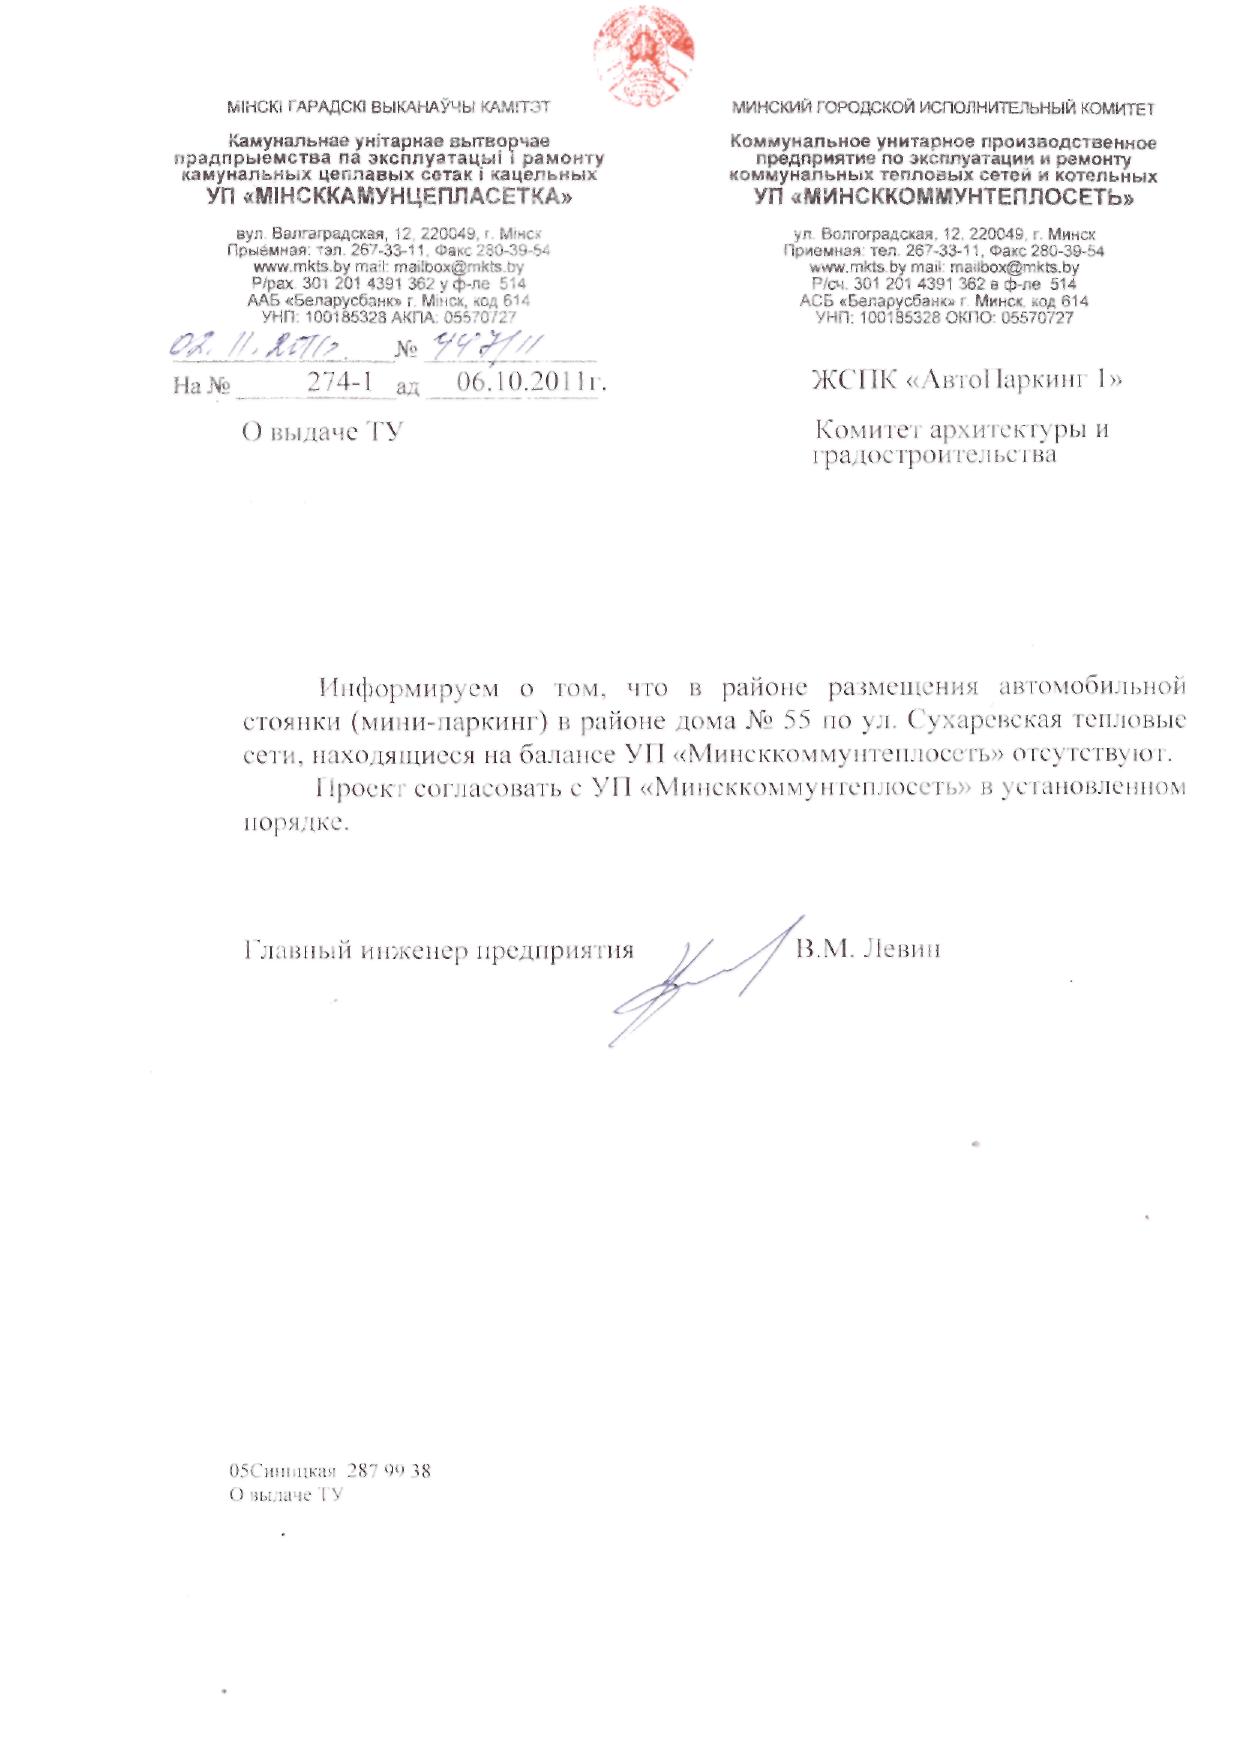 МІНСКІ ГАРАДСКІ ВЫКАНАЎЧЫ КАМІТЭТ
Камунальнае унітарнае вытворчае
прадпрыемства па эксплуатацыі і рамонту
камунальных цеплавых сетак і кацельных
УП «МІНСККАМУНЦЕПЛАСЕТКА»
вул. Валгаградская, 12, 220049, г. Мінск
Прыёмная: тэл. 267-33-11, Факс 280-39-54
www.mkts.by mail: mailbox@mkts.by
Р/рах. 301 201 4391 362 у ф-ле 514
ААБ «Беларусбанк» г. Мінск, код 614
УНП: 100185328 АКПА: 05570727
02.11.2011г. № 447/11
На № 274-1 ад 06.10.2011г.
О выдаче ТУ
МИНСКИЙ ГОРОДСКОЙ ИСПОЛНИТЕЛЬНЫЙ КОМИТЕТ
Коммунальное унитарное производственное
предприятие по эксплуатации и ремонту
коммунальных тепловых сетей и котельных
УП «МИНСККОММУНТЕПЛОСЕТЬ»
ул. Волгоградская, 12, 220049, г. Минск
Приемная: тел. 267-33-11, Факс 280-39-54
www.mkts.by mail: mailbox@mkts.by
Р/сч. 301 201 4391 362 в ф-ле 514
АСБ «Беларусбанк» г. Минск, код 614
УНП: 100185328 ОКПО: 05570727
ЖСПК «АвтоПаркинг 1»
Комитет архитектуры и
градостроительства
Информируем о том, что в районе размещения автомобильной
стоянки (мини-паркинг) в районе дома № 55 по ул. Сухаревская тепловые
сети, находящиеся на балансе УП «Минсккоммунтеплосеть» отсутствуют.
Проект согласовать с УП «Минсккоммунтеплосеть» в установленном
порядке.
Главный инженер предприятия В.М. Левин
05Синицкая 287 99 38
О выдаче ТУ